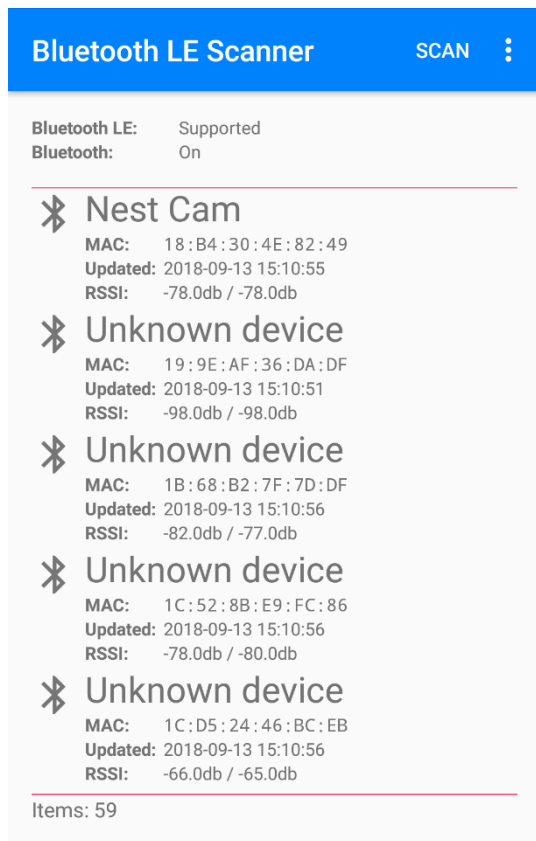 Bluetooth LE Scanner SCAN
Bluetooth LE: Supported
Bluetooth: On
Nest Cam
MAC: 18:B4:30:4E:82:49
Updated: 2018-09-13 15:10:55
RSSI: -78.0db / -78.0db
Unknown device
MAC: 19:9E:AF:36:DA:DF
Updated: 2018-09-13 15:10:51
RSSI: -98.0db / -98.0db
Unknown device
MAC: 1B:68:B2:7F:7D:DF
Updated: 2018-09-13 15:10:56
RSSI: -82.0db / -77.0db
Unknown device
MAC: 1C:52:8B:E9:FC:86
Updated: 2018-09-13 15:10:56
RSSI: -78.0db / -80.0db
Unknown device
MAC: 1C:D5:24:46:BC:EB
Updated: 2018-09-13 15:10:56
RSSI: -66.0db / -65.0db
Items: 59